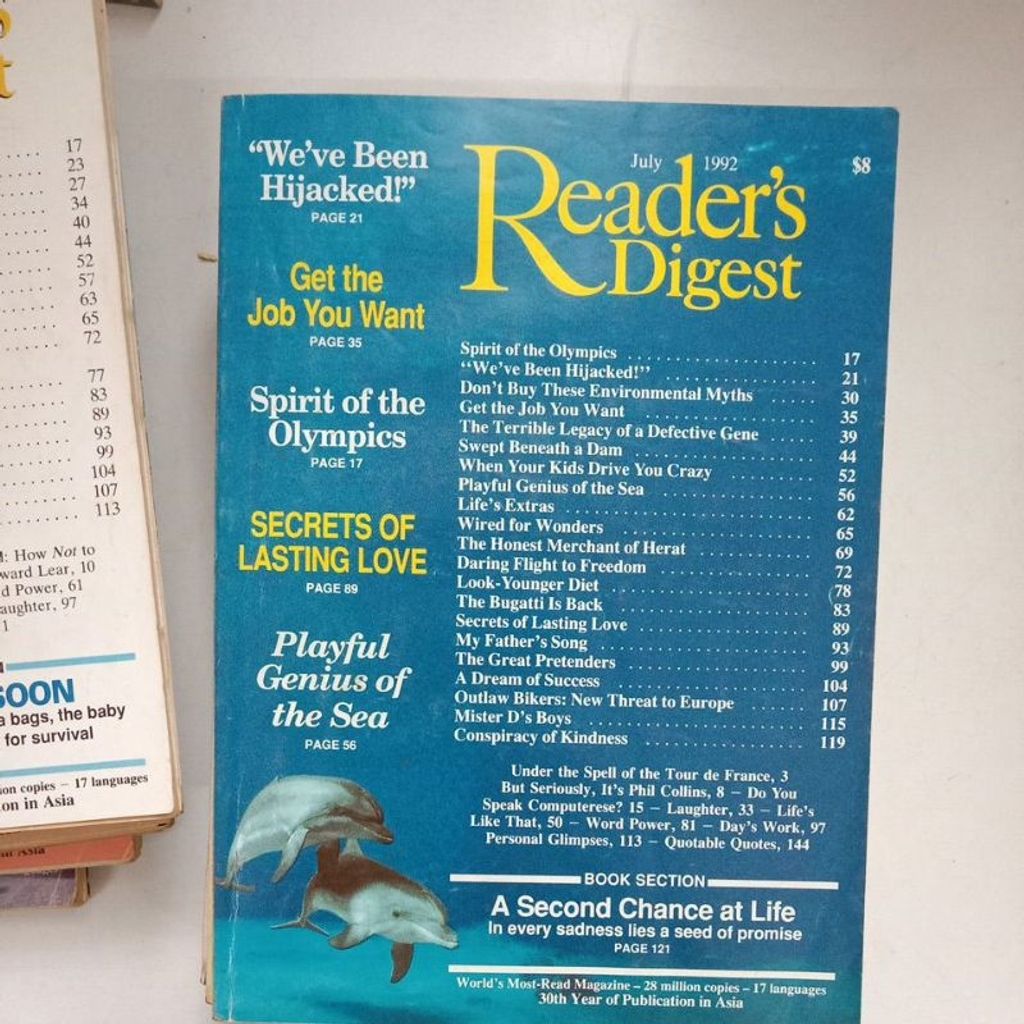 17
23
27
34
40
44
52
57
63
65
72
77
83
89
93
99
104
107
113
How Not to
ward Lear, 10
d Power, 61
aughter, 97
1
SOON
a bags, the baby
for survival
on copies – 17 languages
on in Asia
in Asia
"We've Been
Hijacked!"
PAGE 21
Get the
Job You Want
PAGE 35
Spirit of the
Olympics
PAGE 17
SECRETS OF
LASTING LOVE
PAGE 89
Playful
Genius of
the Sea
PAGE 56
July 1992 $8
Reader's
Digest
Spirit of the Olympics 17
"We've Been Hijacked!" 21
Don't Buy These Environmental Myths 30
Get the Job You Want 35
The Terrible Legacy of a Defective Gene 39
Swept Beneath a Dam 44
When Your Kids Drive You Crazy 52
Playful Genius of the Sea 56
Life's Extras 62
Wired for Wonders 65
The Honest Merchant of Herat 69
Daring Flight to Freedom 72
Look-Younger Diet 78
The Bugatti Is Back 83
Secrets of Lasting Love 89
My Father's Song 93
The Great Pretenders 99
A Dream of Success 104
Outlaw Bikers: New Threat to Europe 107
Mister D's Boys 115
Conspiracy of Kindness 119
Under the Spell of the Tour de France, 3
But Seriously, It's Phil Collins, 8 – Do You
Speak Computerese? 15 – Laughter, 33 – Life's
Like That, 50 – Word Power, 81 – Day's Work, 97
Personal Glimpses, 113 – Quotable Quotes, 144
BOOK SECTION
A Second Chance at Life
In every sadness lies a seed of promise
PAGE 121
World's Most-Read Magazine – 28 million copies – 17 languages
30th Year of Publication in Asia